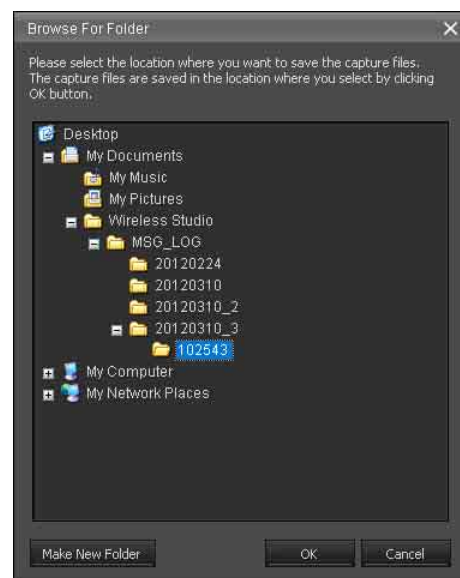 Browse For Folder
Please select the location where you want to save the capture files.
The capture files are saved in the location where you select by clicking
OK button.
Desktop
My Documents
My Music
My Pictures
Wireless Studio
MSG_LOG
20120224
20120310
20120310_2
20120310_3
102543
My Computer
My Network Places
Make New Folder
OK
Cancel